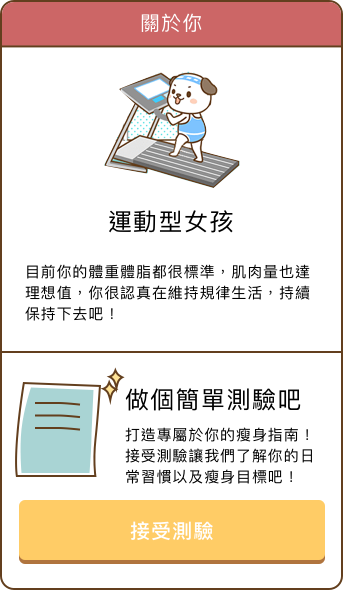 關於你
運動型女孩
目前你的體重體脂都很標準，肌肉量也達
理想值，你很認真在維持規律生活，持續
保持下去吧！
做個簡單測驗吧
打造專屬於你的瘦身指南！
接受測驗讓我們了解你的日
常習慣以及瘦身目標吧！
接受測驗